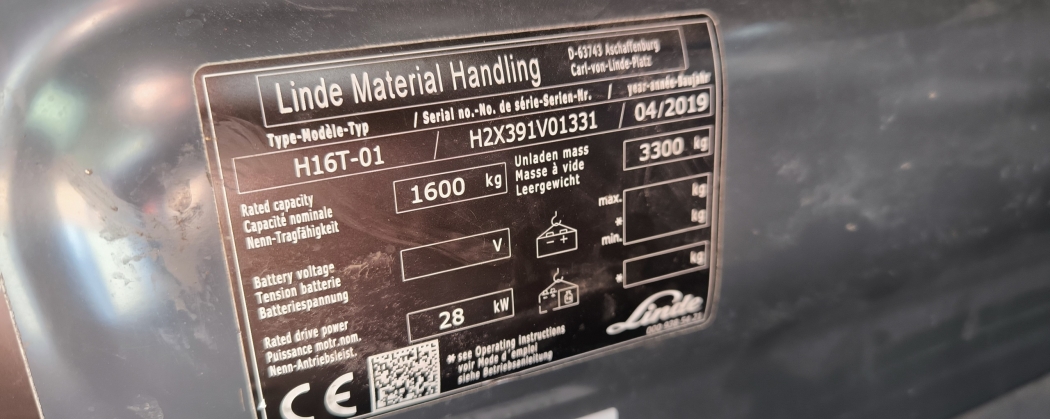 Linde Material Handling
D-63743 Aschaffenburg
Carl-von-Linde-Platz
Type-Modèle-Typ / Serial no.-No. de série-Serien-Nr. / year-année-Baujahr
H16T-01 / H2X391V01331 / 04/2019
Rated capacity
Capacité nominale
Nenn-Tragfähigkeit
1600 kg
Unladen mass
Masse à vide
Leergewicht
3300 kg
Battery voltage
Tension batterie
Batteriespannung
V
max. kg
* kg
min.
* kg
Rated drive power
Puissance motr.nom.
Nenn-Antriebsleist.
28 kW
CE
* see Operating Instructions
voir Mode d'emploi
siehe Betriebsanleitung
Linde